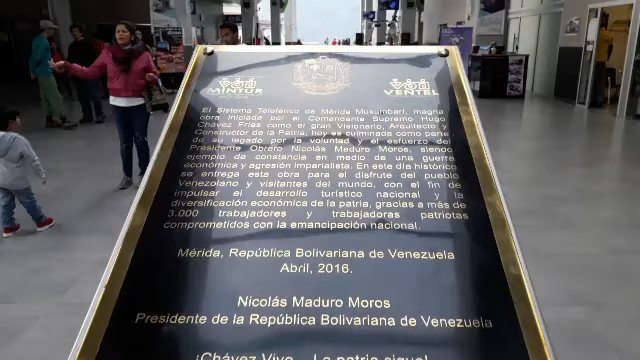 MINTUR
VENTEL
El Sistema Teleférico de Mérida Mukumbarí, magna
obra iniciada por el Comandante Supremo Hugo
Chávez Frías como el gran Visionario, Arquitecto y
Constructor de la Patria, hoy es culminada como parte
de su legado por la voluntad y el esfuerzo del
Presidente Obrero Nicolás Maduro Moros, siendo
ejemplo de constancia en medio de una guerra
económica y agresión imperialista. En este día histórico
se entrega esta obra para el disfrute del pueblo
Venezolano y visitantes del mundo, con el fin de
impulsar el desarrollo turístico nacional y la
diversificación económica de la patria, gracias a más de
3.000 trabajadores y trabajadoras patriotas
comprometidos con la emancipación nacional.
Mérida, República Bolivariana de Venezuela
Abril, 2016.
Nicolás Maduro Moros
Presidente de la República Bolivariana de Venezuela
¡Chávez Vive... La patria sigue!